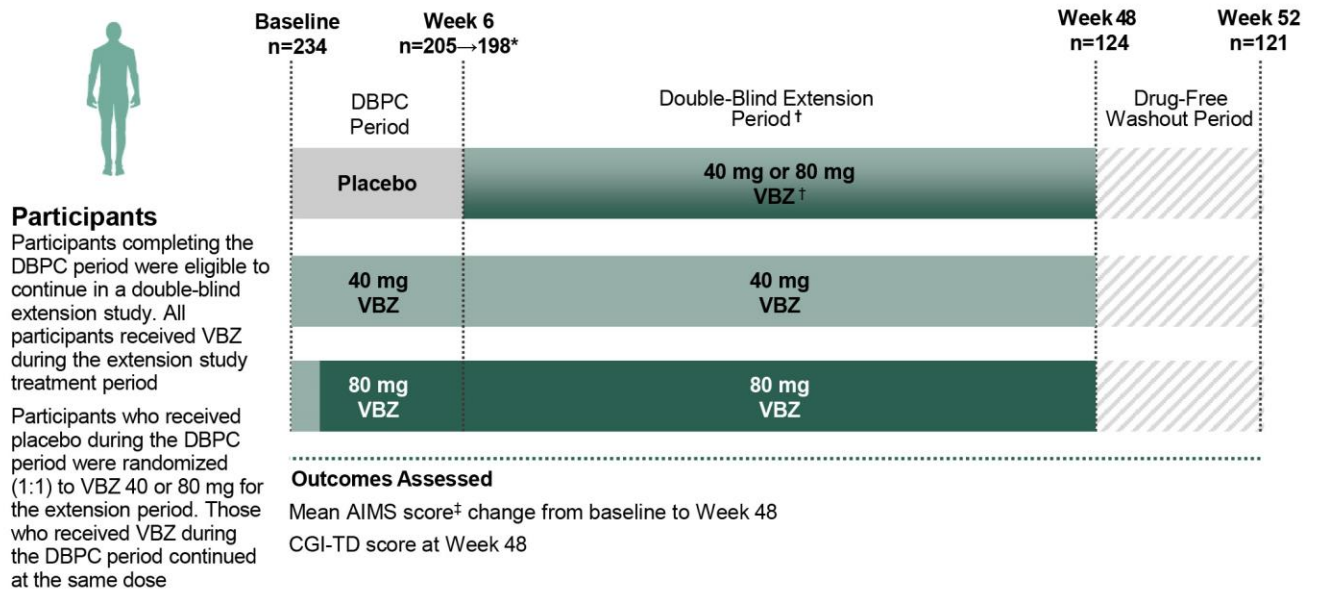 Baseline
n=234
Week 6
n=205→198*
Week 48
n=124
Week 52
n=121
DBPC
Period
Double-Blind Extension
Period†
Drug-Free
Washout Period
Placebo
40 mg or 80 mg
VBZ†
40 mg
VBZ
40 mg
VBZ
80 mg
VBZ
80 mg
VBZ
Participants
Participants completing the
DBPC period were eligible to
continue in a double-blind
extension study. All
participants received VBZ
during the extension study
treatment period
Participants who received
placebo during the DBPC
period were randomized
(1:1) to VBZ 40 or 80 mg for
the extension period. Those
who received VBZ during
the DBPC period continued
at the same dose
Outcomes Assessed
Mean AIMS score‡ change from baseline to Week 48
CGI-TD score at Week 48